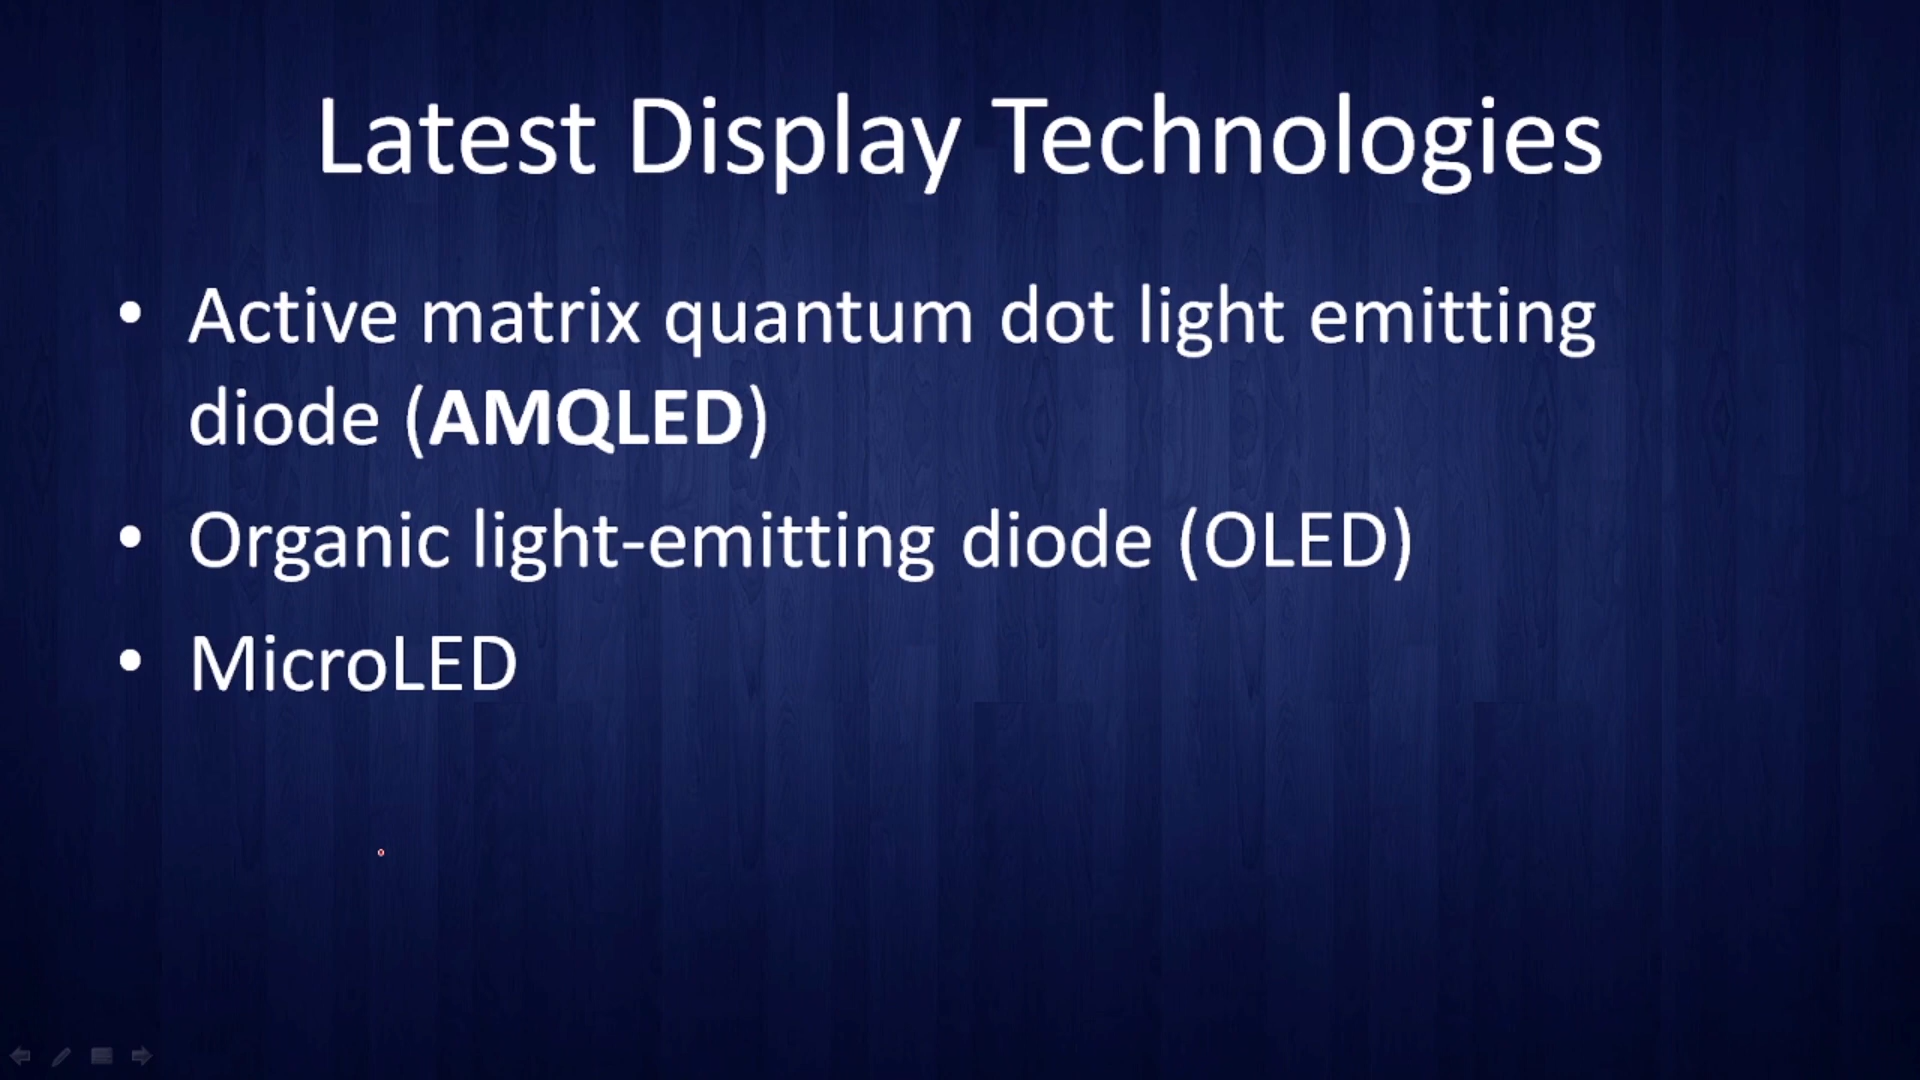 Latest Display Technologies
• Active matrix quantum dot light emitting
diode (AMQLED)
• Organic light-emitting diode (OLED)
• MicroLED